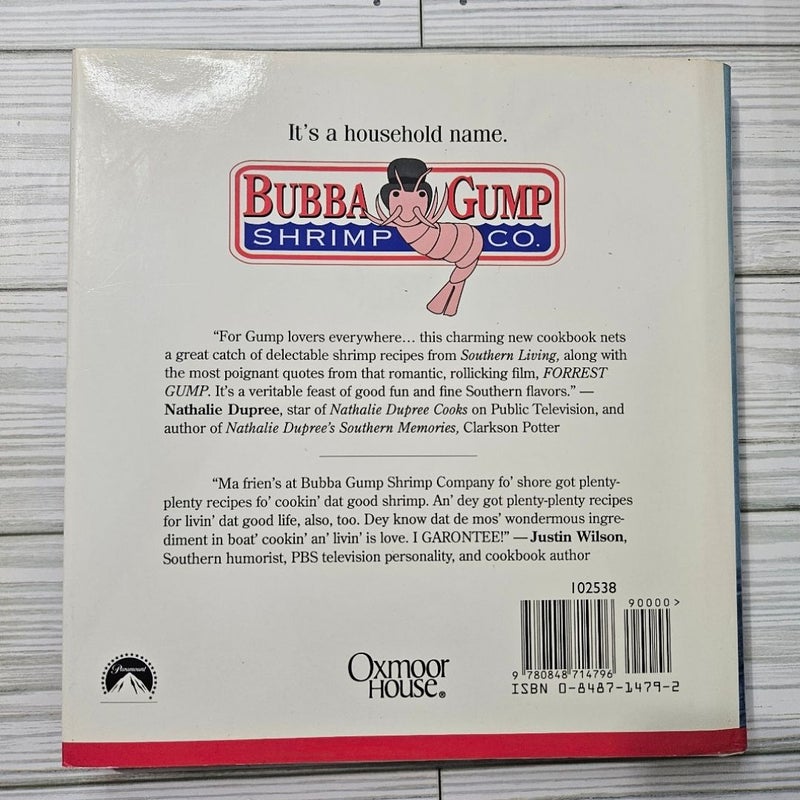 It's a household name.
BUBBA GUMP
SHRIMP CO.
“For Gump lovers everywhere… this charming new cookbook nets
a great catch of delectable shrimp recipes from Southern Living, along with
the most poignant quotes from that romantic, rollicking film, FORREST
GUMP. It's a veritable feast of good fun and fine Southern flavors.” —
Nathalie Dupree, star of Nathalie Dupree Cooks on Public Television, and
author of Nathalie Dupree's Southern Memories, Clarkson Potter
“Ma frien's at Bubba Gump Shrimp Company fo' shore got plenty-
plenty recipes fo' cookin' dat good shrimp. An' dey got plenty-plenty recipes
for livin' dat good life, also, too. Dey know dat de mos' wondermous ingre-
diment in boat' cookin' an' livin' is love. I GARONTEE!” — Justin Wilson,
Southern humorist, PBS television personality, and cookbook author
102538
90000>
9 780848 714796
ISBN 0-8487-1479-2
Paramount
Oxmoor
HOUSE®